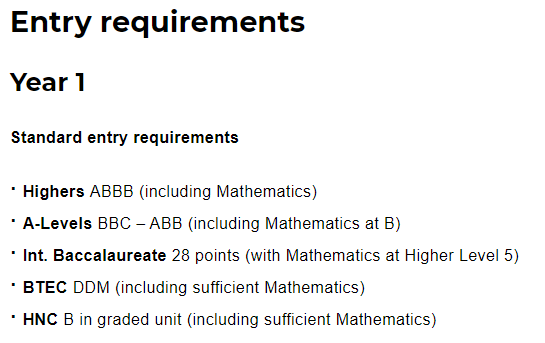 Entry requirements
Year 1
Standard entry requirements
· Highers ABBB (including Mathematics)
· A-Levels BBC – ABB (including Mathematics at B)
· Int. Baccalaureate 28 points (with Mathematics at Higher Level 5)
· BTEC DDM (including sufficient Mathematics)
· HNC B in graded unit (including sufficient Mathematics)